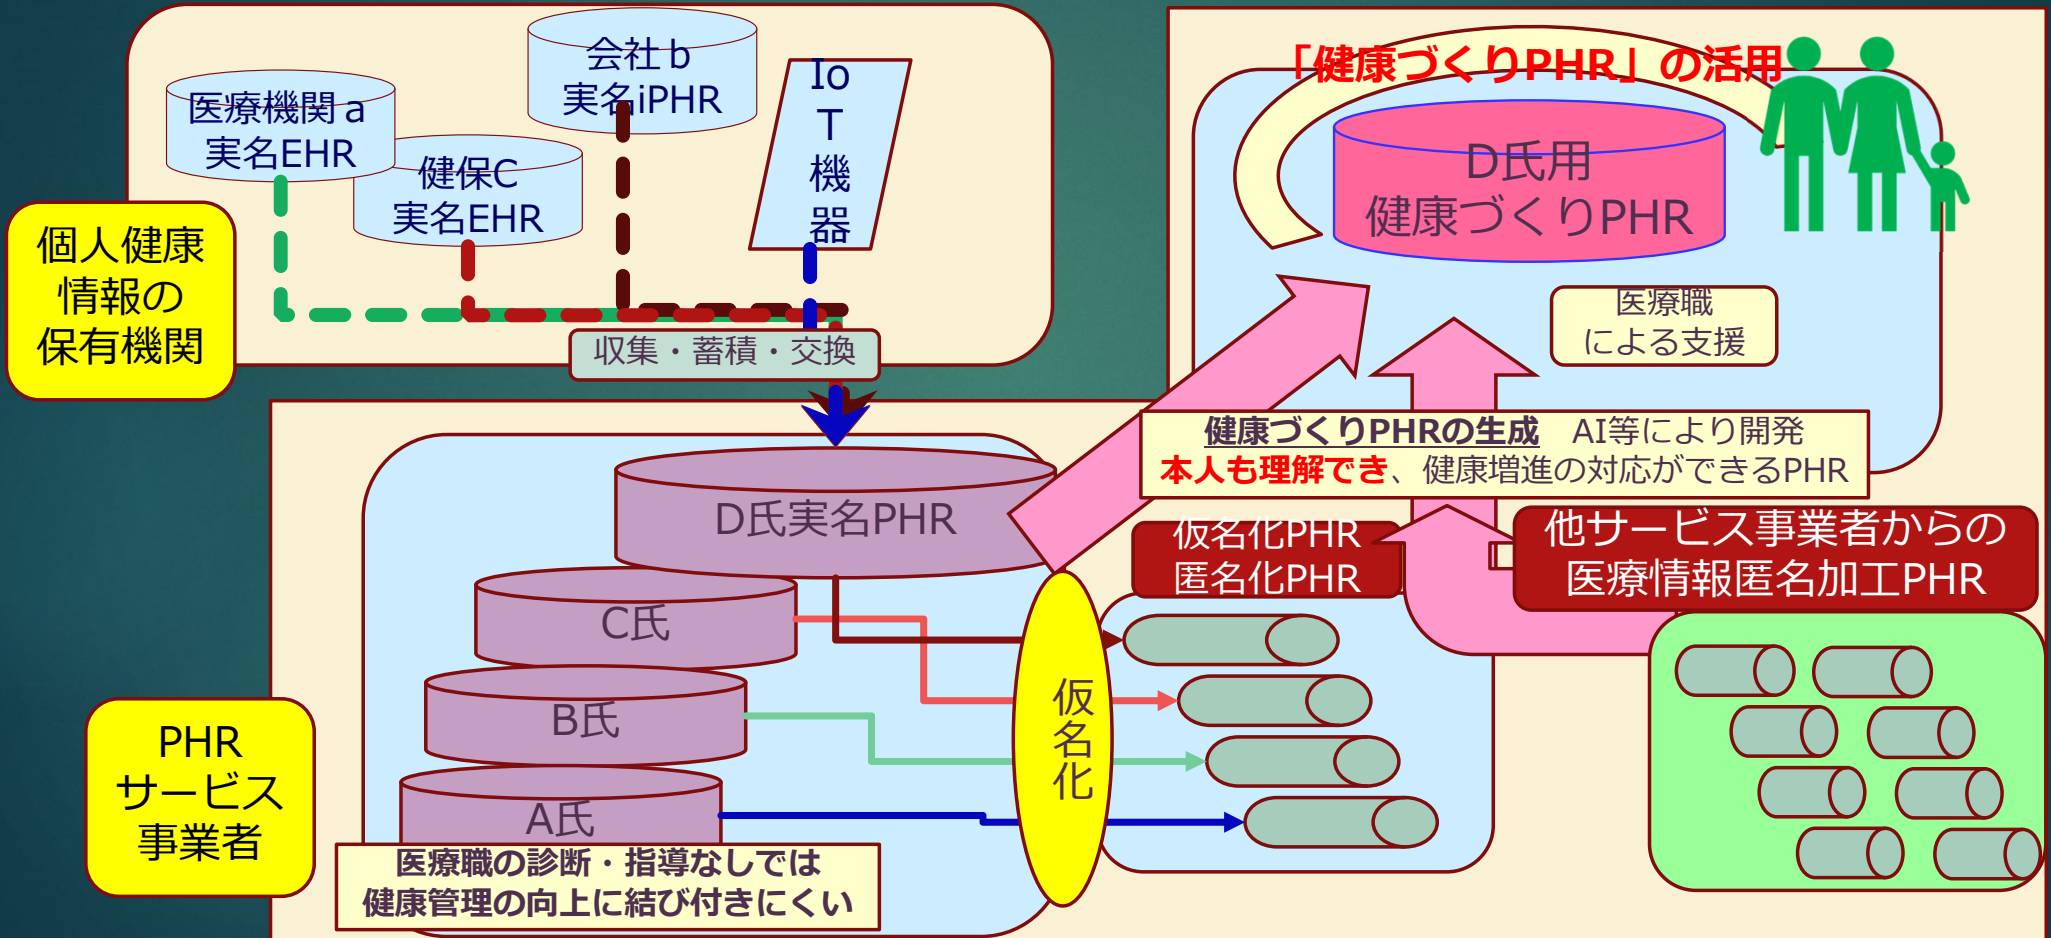 医療機関 a
実名EHR
健保C
実名EHR
会社 b
実名iPHR
Io
T
機
器
個人健康
情報の
保有機関
収集・蓄積・交換
「健康づくりPHR」の活用
D氏用
健康づくりPHR
医療職
による支援
健康づくりPHRの生成　AI等により開発
本人も理解でき、健康増進の対応ができるPHR
D氏実名PHR
C氏
B氏
A氏
医療職の診断・指導なしでは
健康管理の向上に結び付きにくい
PHR
サービス
事業者
仮
名
化
仮名化PHR
匿名化PHR
他サービス事業者からの
医療情報匿名加工PHR